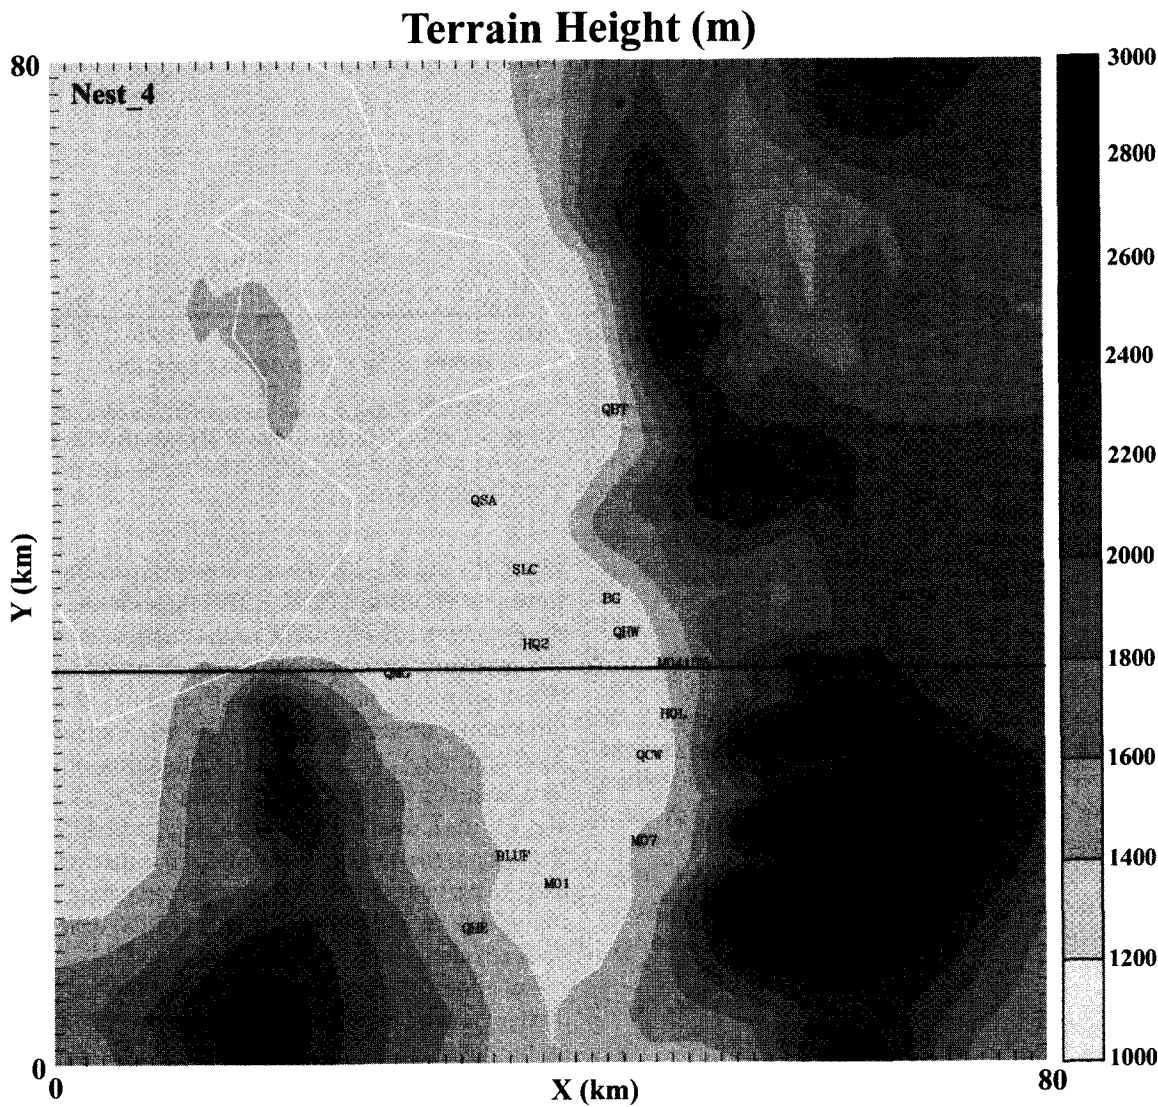 Terrain Height (m)
80
Nest_4
3000
2800
2600
2400
2200
2000
1800
1600
1400
1200
1000
QBT
QSA
SLC
BG
QHW
HQ2
QMG
HOL
QCW
MO7
BLUF
MO1
QHE
Y (km)
0
0
X (km)
80